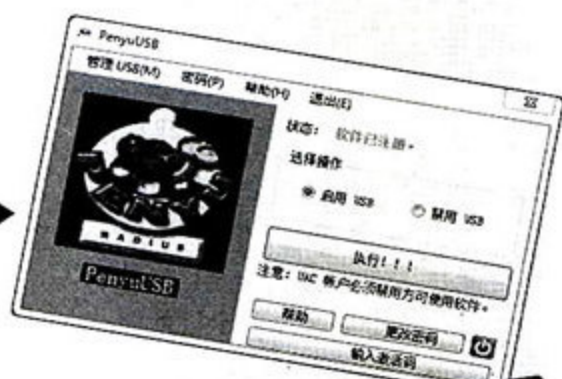 PenyuUSB
管理 USB(M) 密码(P) 帮助(H) 退出(E)
RADIUS
PenyuUSB
状态： 软件已注册。
选择操作
启用 USB
禁用 USB
执行！！！
注意：UAC 帐户必须禁用方可使用软件。
帮助
更改密码
输入激活码